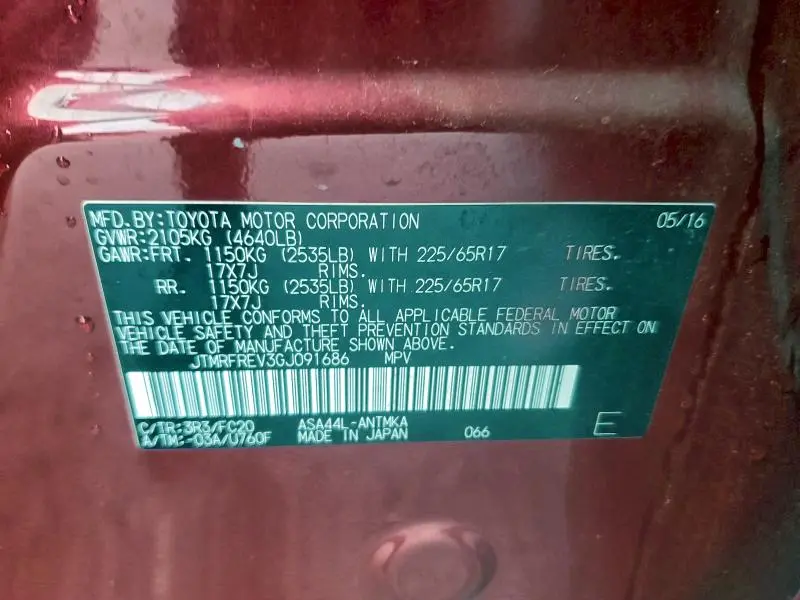 MFD.BY:TOYOTA MOTOR CORPORATION 05/16
GVWR:2105KG (4640LB)
GAWR:FRT. 1150KG (2535LB) WITH 225/65R17 TIRES.
17X7J RIMS.
RR. 1150KG (2535LB) WITH 225/65R17 TIRES.
17X7J RIMS.
THIS VEHICLE CONFORMS TO ALL APPLICABLE FEDERAL MOTOR
VEHICLE SAFETY AND THEFT PREVENTION STANDARDS IN EFFECT ON
THE DATE OF MANUFACTURE SHOWN ABOVE.
JTMRFREV3GJ091686 MPV
C/TR:3R3/FC20 ASA44L-ANTMKA
A/TM:-03A/U760F MADE IN JAPAN 066 E